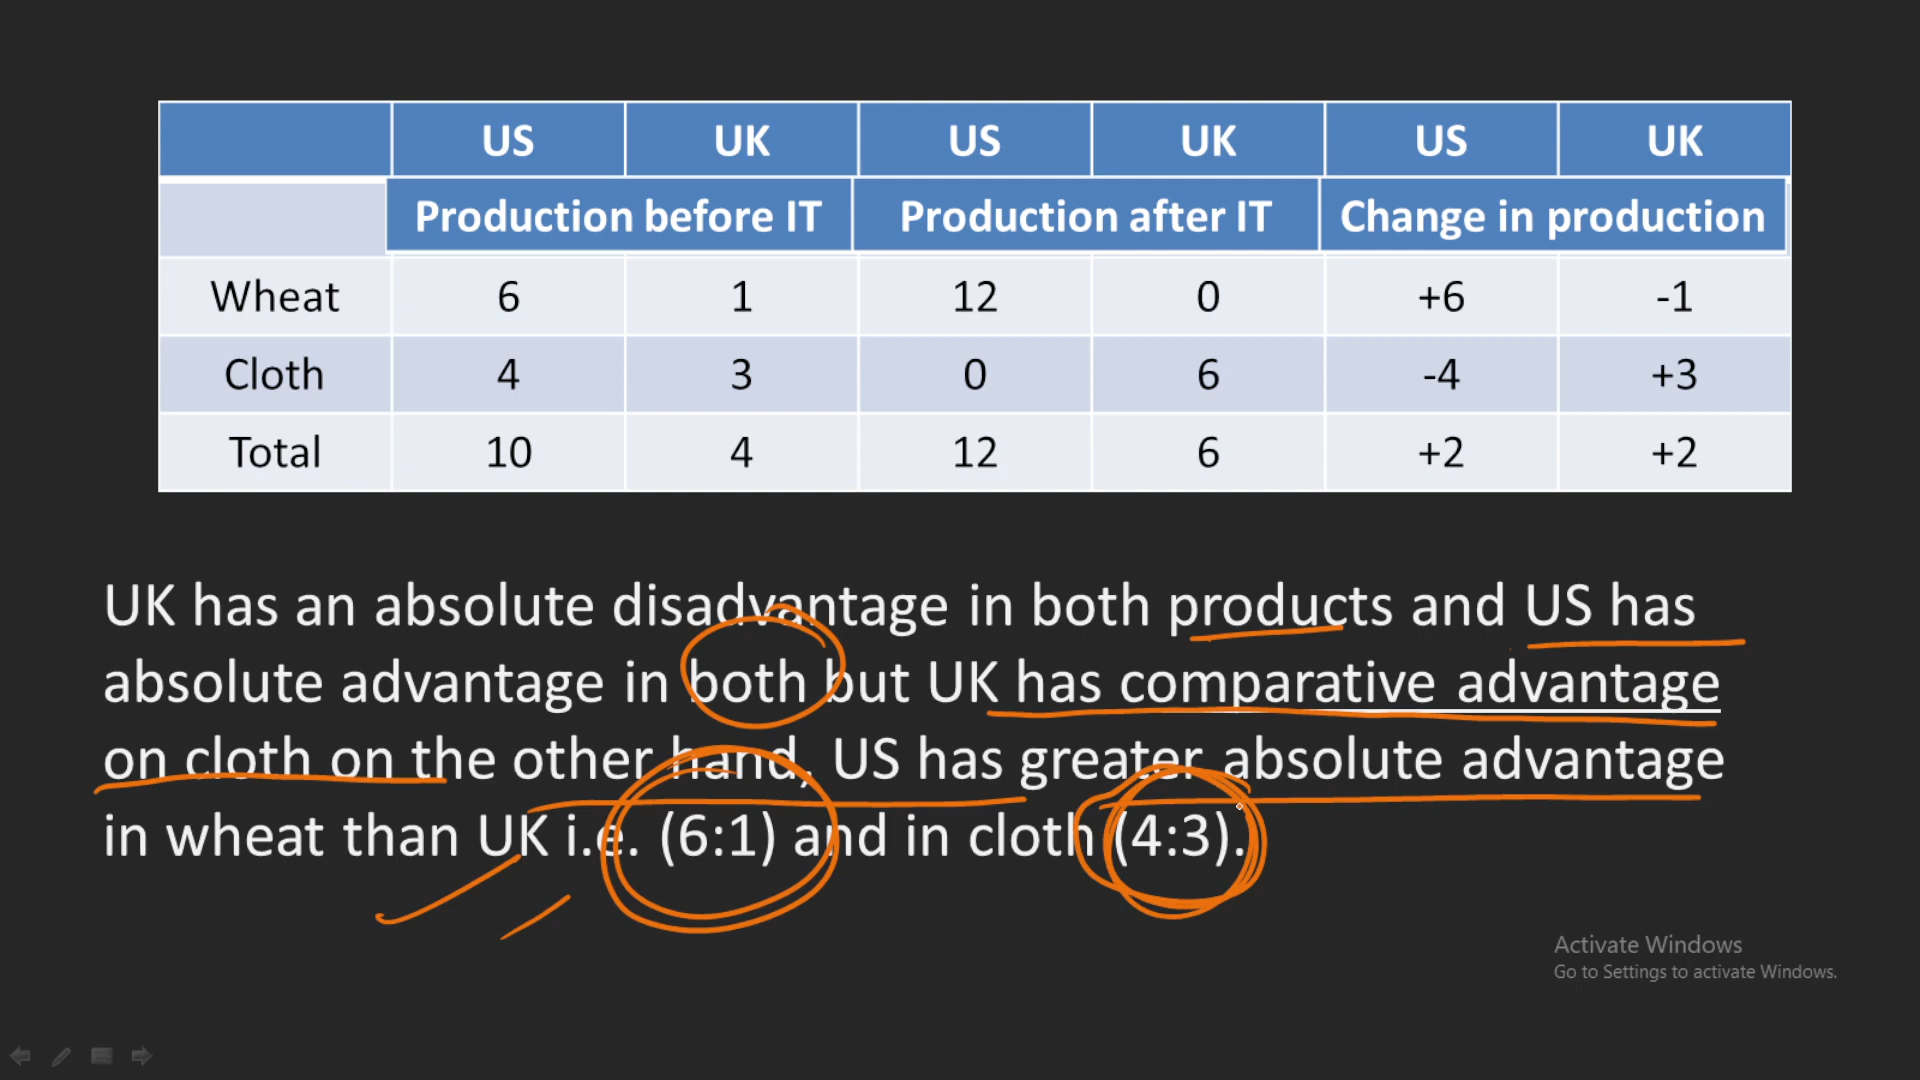 US UK US UK US UK
Production before IT Production after IT Change in production
Wheat 6 1 12 0 +6 -1
Cloth 4 3 0 6 -4 +3
Total 10 4 12 6 +2 +2
UK has an absolute disadvantage in both products and US has
absolute advantage in both but UK has comparative advantage
on cloth on the other hand, US has greater absolute advantage
in wheat than UK i.e. (6:1) and in cloth (4:3).
Activate Windows
Go to Settings to activate Windows.